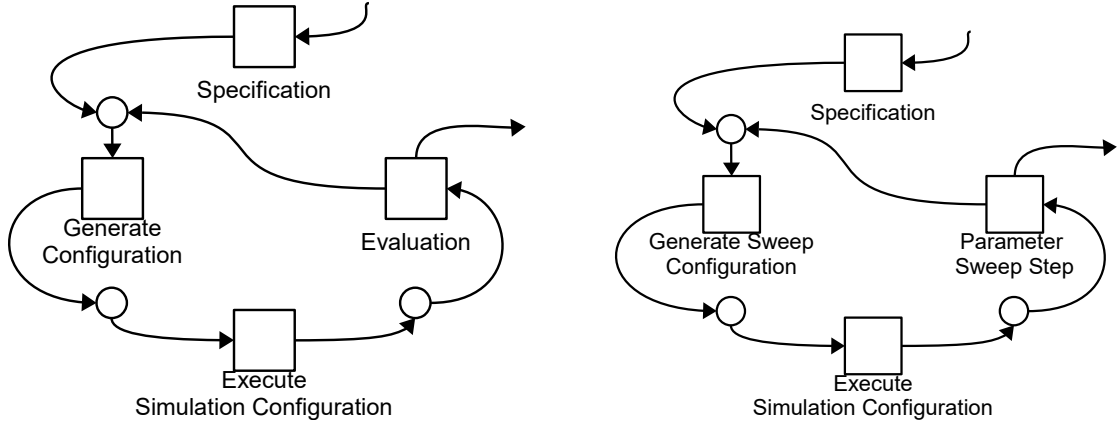 Specification
Generate
Configuration
Evaluation
Execute
Simulation Configuration
Specification
Generate Sweep
Configuration
Parameter
Sweep Step
Execute
Simulation Configuration